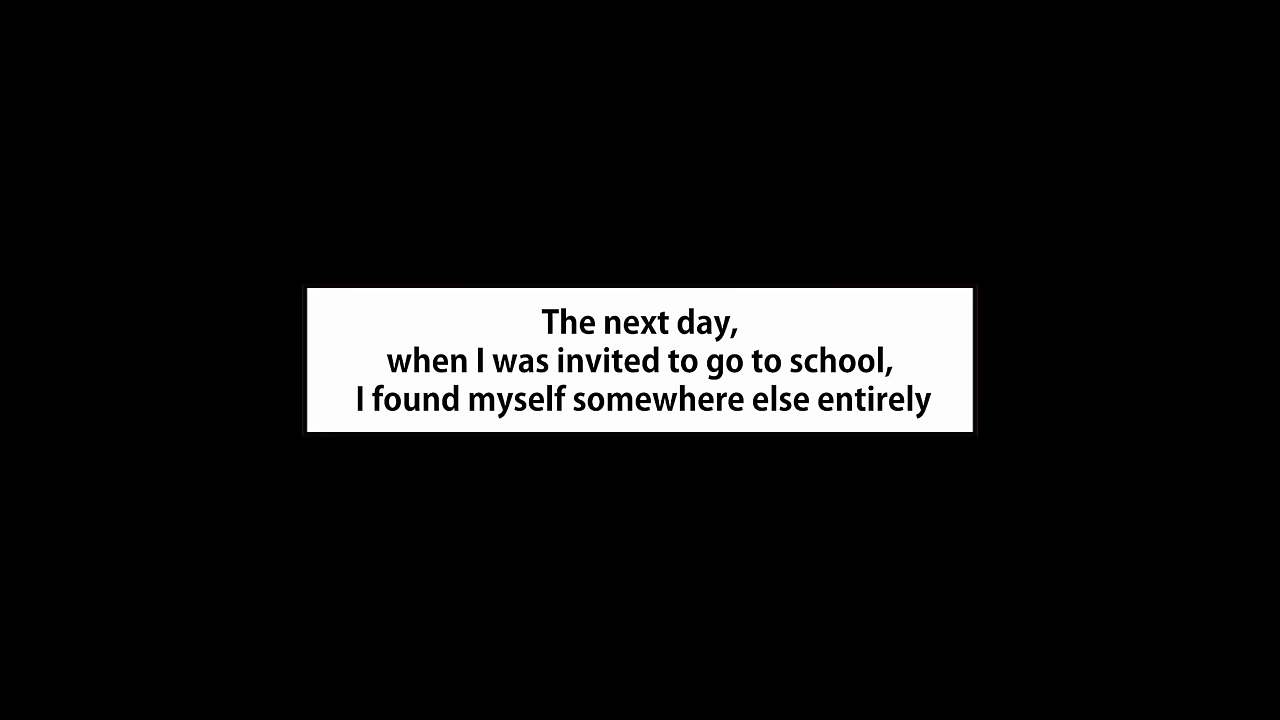 The next day,
when I was invited to go to school,
I found myself somewhere else entirely